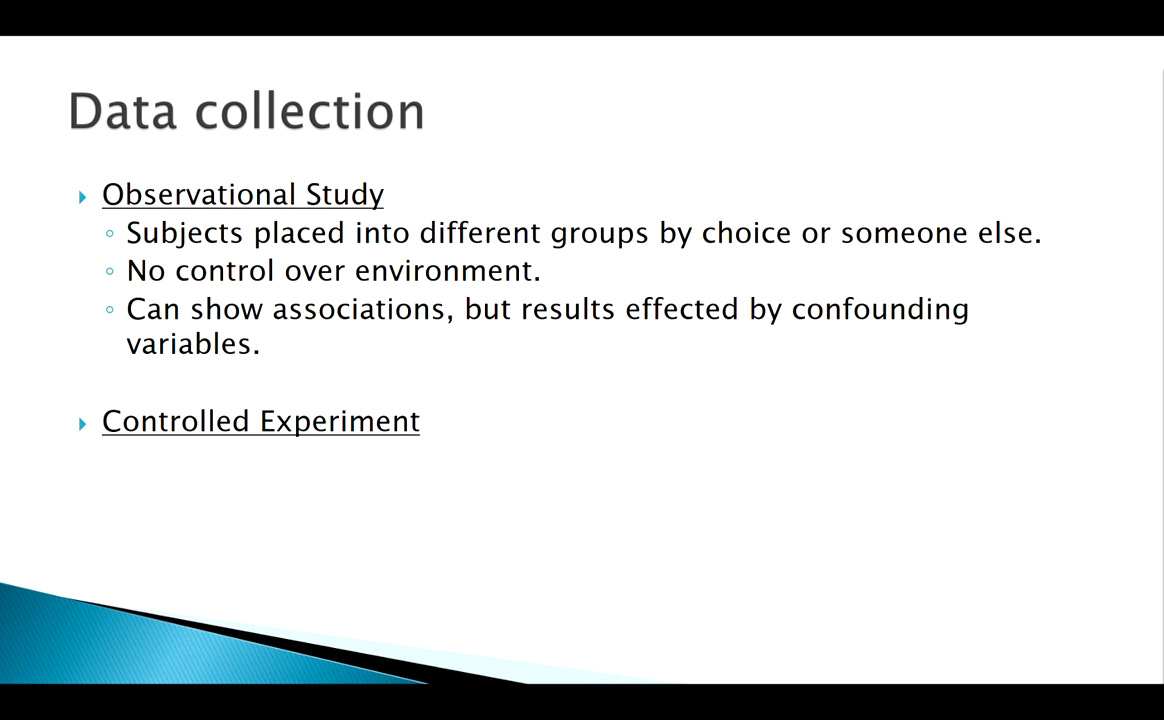 Data collection
Observational Study
Subjects placed into different groups by choice or someone else.
No control over environment.
Can show associations, but results effected by confounding
variables.
Controlled Experiment